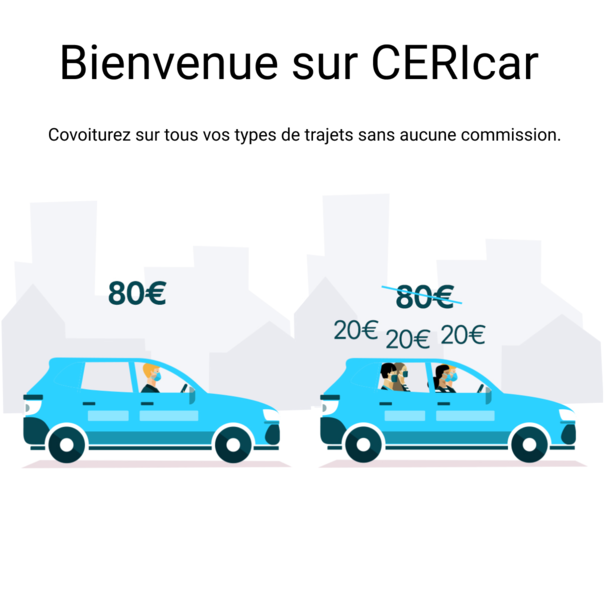 Bienvenue sur CERIcar
Covoiturez sur tous vos types de trajets sans aucune commission.
80€
80€
20€ 20€ 20€